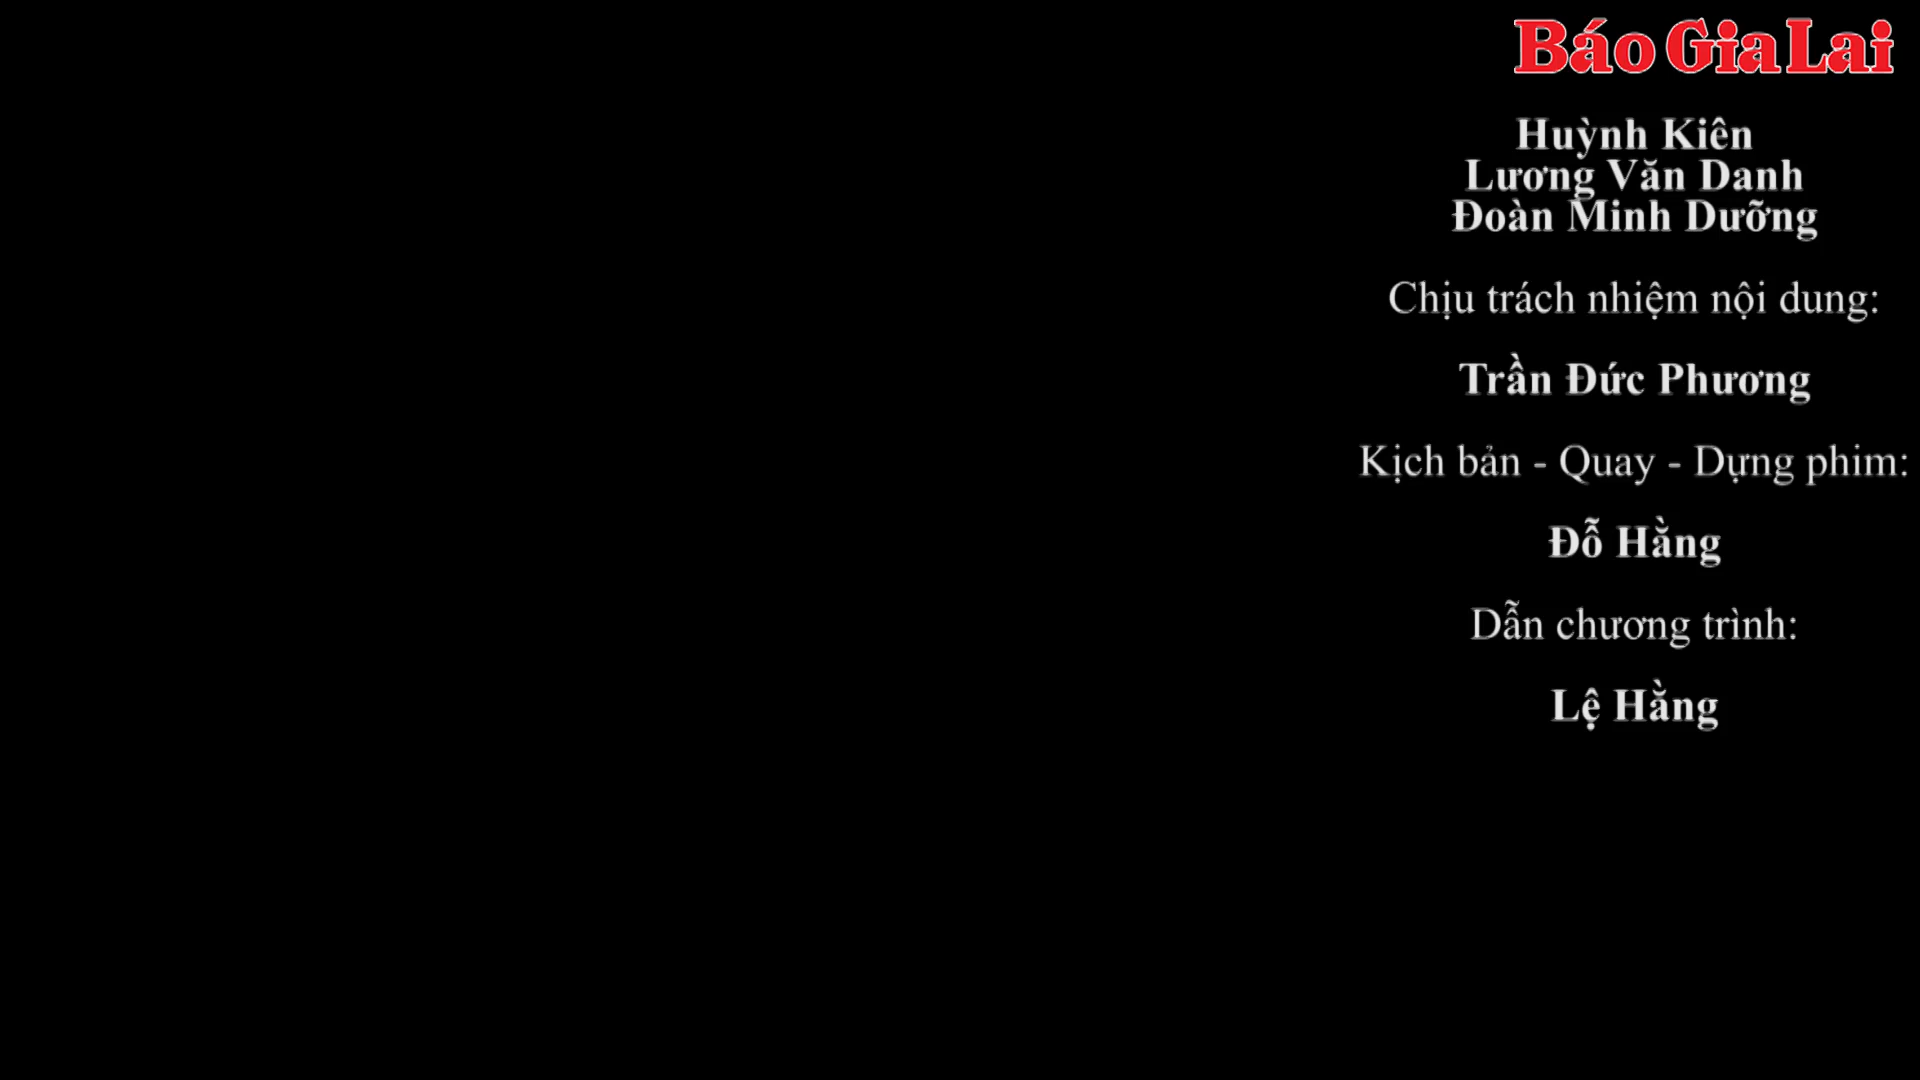 Báo Gia Lai
Huỳnh Kiên
Lương Văn Danh
Đoàn Minh Dưỡng
Chịu trách nhiệm nội dung:
Trần Đức Phương
Kịch bản - Quay - Dựng phim:
Đỗ Hằng
Dẫn chương trình:
Lệ Hằng